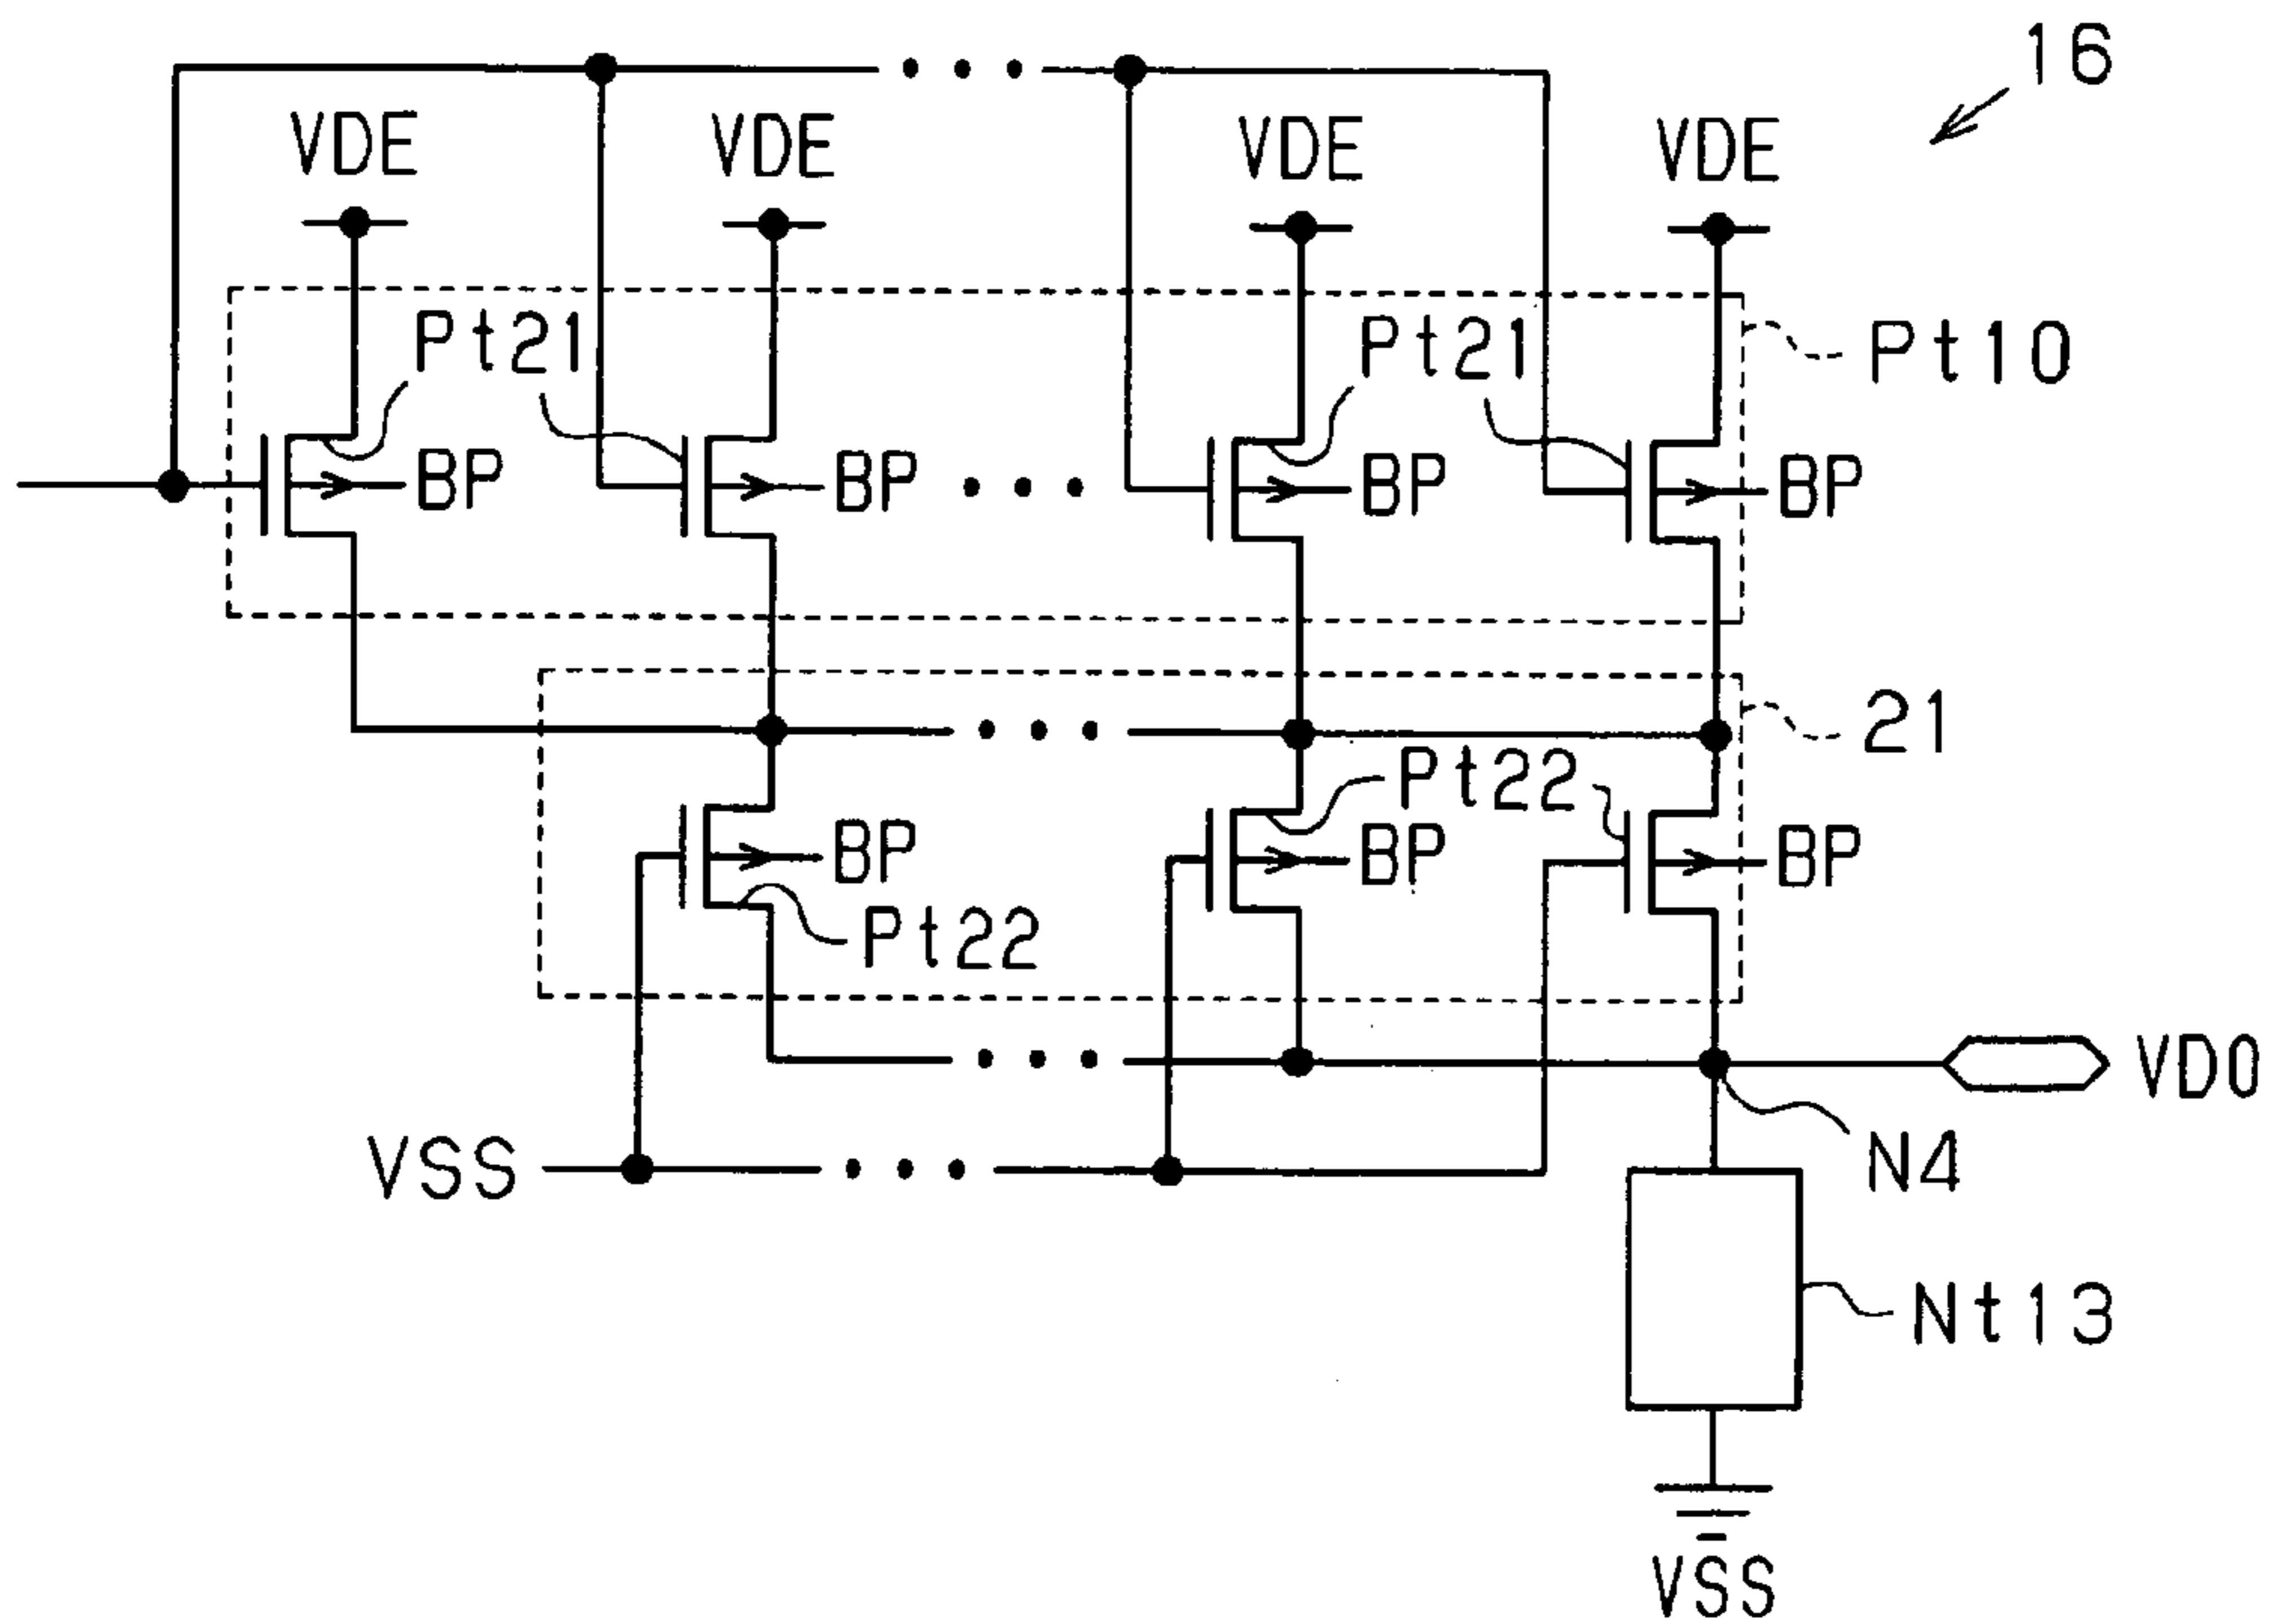 16
VDE VDE VDE VDE
Pt21 Pt21 Pt10
BP BP BP BP
21
Pt22
BP BP BP
Pt22
VD0
VSS N4
Nt13
VSS